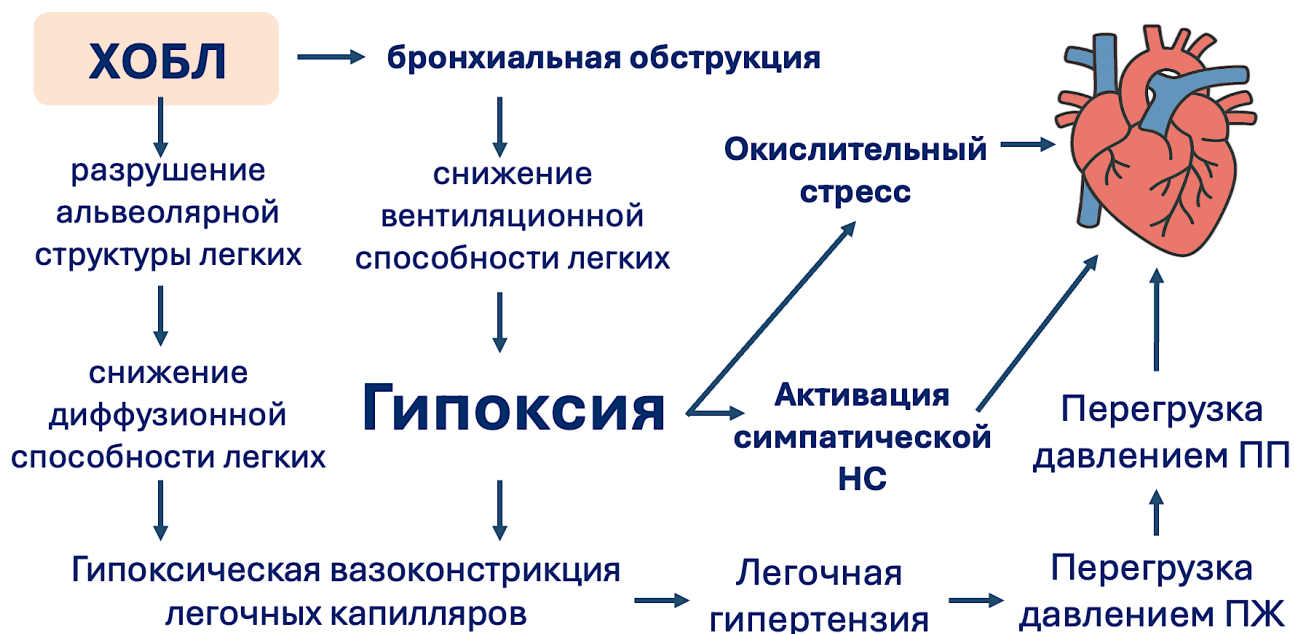 ХОБЛ
бронхиальная обструкция
разрушение
альвеолярной
структуры легких
снижение
вентиляционной
способности легких
Окислительный
стресс
снижение
диффузионной
способности легких
Гипоксия
Активация
симпатической
НС
Перегрузка
давлением ПП
Гипоксическая вазоконстрикция
легочных капилляров
Легочная
гипертензия
Перегрузка
давлением ПЖ